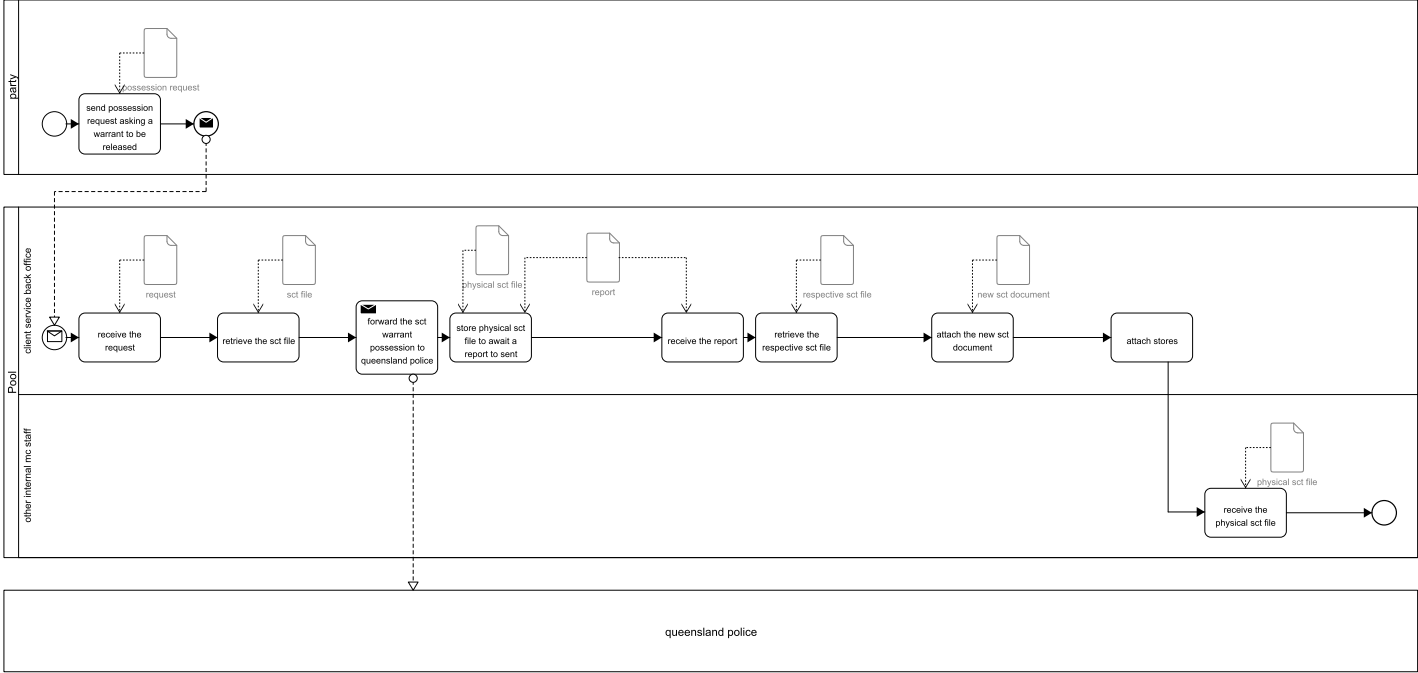 party
possession request
send possession
request asking a
warrant to be
released
Pool
client service back office
request
sct file
physical sct file
report
respective sct file
new sct document
receive the
request
retrieve the sct file
forward the sct
warrant
possession to
queensland police
store physical sct
file to await a
report to sent
receive the report
retrieve the
respective sct file
attach the new sct
document
attach stores
other internal mc staff
physical sct file
receive the
physical sct file
queensland police